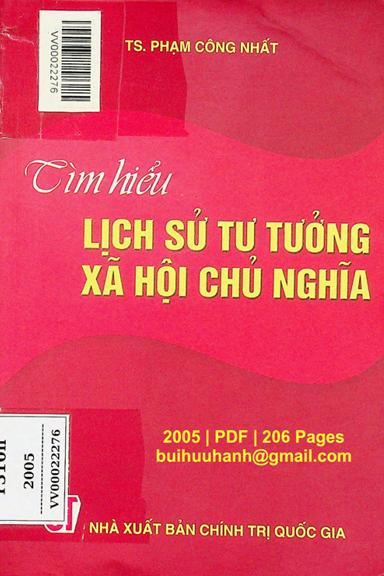 VV00022276
TS. PHẠM CÔNG NHẤT
Tìm hiểu
LỊCH SỬ TƯ TƯỞNG
XÃ HỘI CHỦ NGHĨA
2005
VV00022276
2005 | PDF | 206 Pages
buihuuhanh@gmail.com
NHÀ XUẤT BẢN CHÍNH TRỊ QUỐC GIA